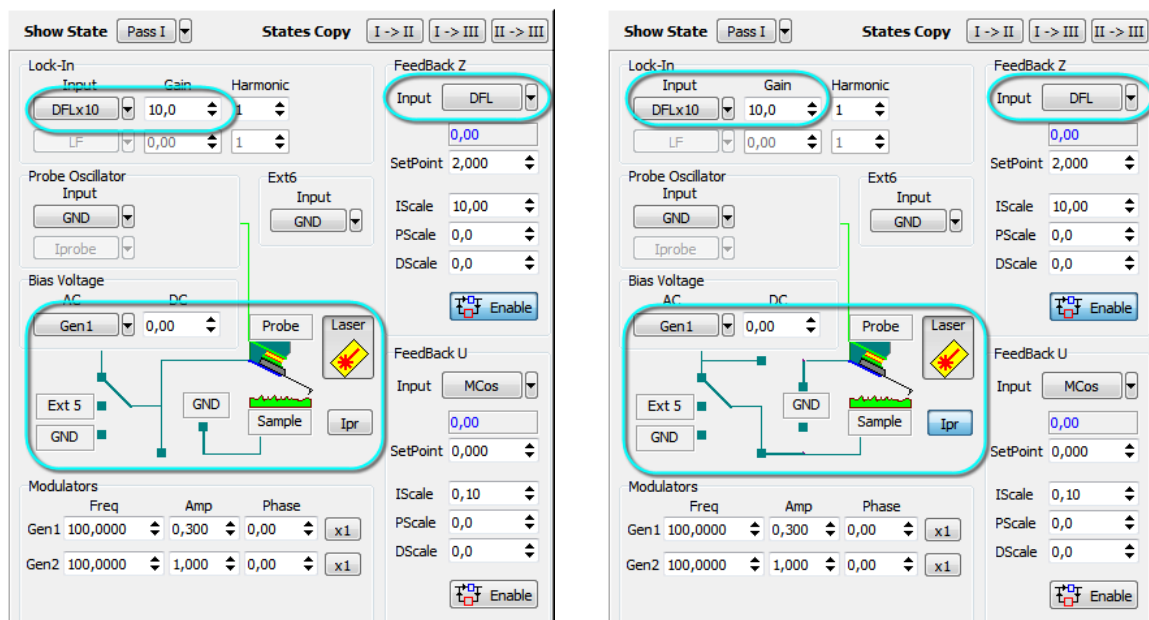 Show State Pass I States Copy I -> II I -> III II -> III
Lock-In
Input Gain Harmonic
DFLx10 10,0 1
LF 0,00 1
Probe Oscillator
Input
GND
Iprobe
Ext6
Input
GND
Bias Voltage
AC DC
Gen1 0,00
Probe Laser
Ext 5 GND
GND
Sample Ipr
Modulators
Freq Amp Phase
Gen1 100,0000 0,300 0,00 x1
Gen2 100,0000 1,000 0,00 x1
FeedBack Z
Input DFL
0,00
SetPoint 2,000
IScale 10,00
PScale 0,0
DScale 0,0
Enable
FeedBack U
Input MCos
0,00
SetPoint 0,000
IScale 0,10
PScale 0,0
DScale 0,0
Enable
Show State Pass I States Copy I -> II I -> III II -> III
Lock-In
Input Gain Harmonic
DFLx10 10,0 1
LF 0,00 1
Probe Oscillator
Input
GND
Iprobe
Ext6
Input
GND
Bias Voltage
AC DC
Gen1 0,00
Probe Laser
Ext 5 GND
GND
Sample Ipr
Modulators
Freq Amp Phase
Gen1 100,0000 0,300 0,00 x1
Gen2 100,0000 1,000 0,00 x1
FeedBack Z
Input DFL
0,00
SetPoint 2,000
IScale 10,00
PScale 0,0
DScale 0,0
Enable
FeedBack U
Input MCos
0,00
SetPoint 0,000
IScale 0,10
PScale 0,0
DScale 0,0
Enable